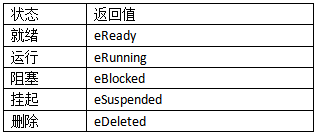 状态 返回值
就绪 eReady
运行 eRunning
阻塞 eBlocked
挂起 eSuspended
删除 eDeleted